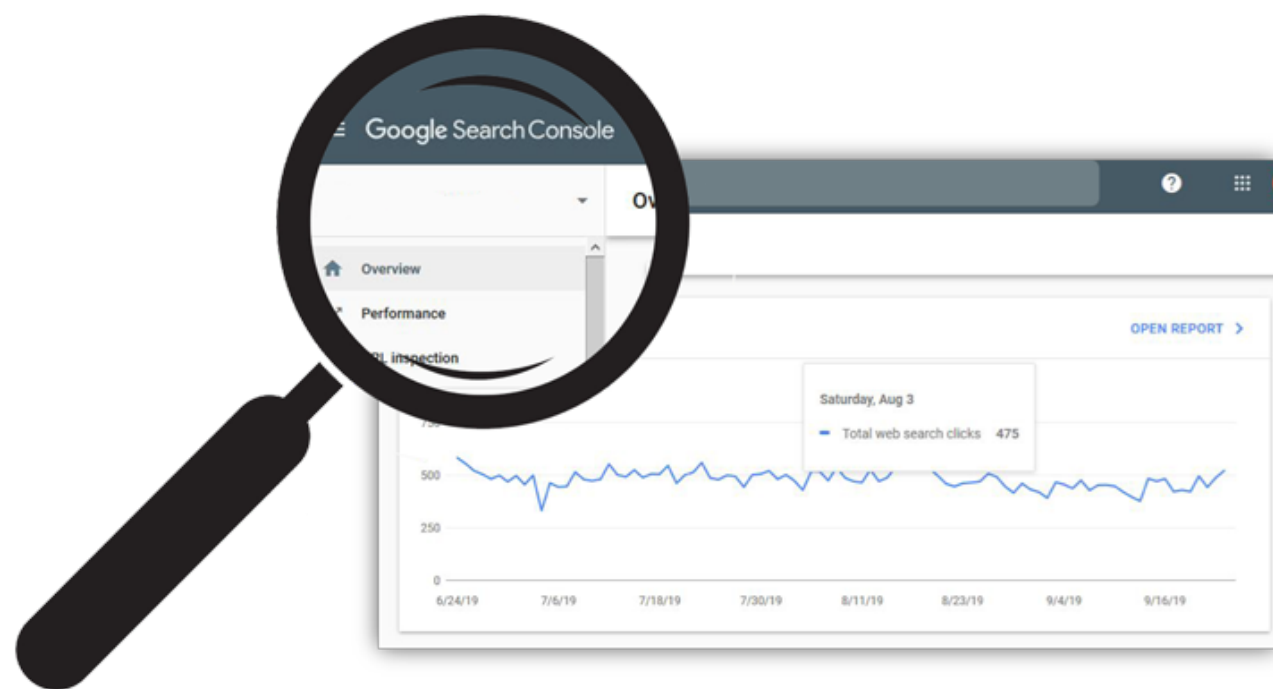 Google Search Console
Ov
Overview
Performance
OPEN REPORT
inspection
Saturday, Aug 3
Total web search clicks 475
750
500
250
0
6/24/19 7/6/19 7/18/19 7/30/19 8/11/19 8/23/19 9/4/19 9/16/19